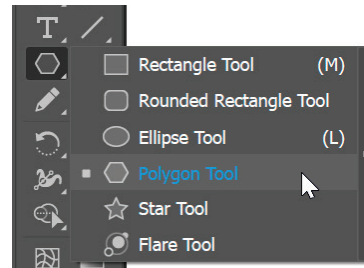 Rectangle Tool (M)
Rounded Rectangle Tool
Ellipse Tool (L)
Polygon Tool
Star Tool
Flare Tool